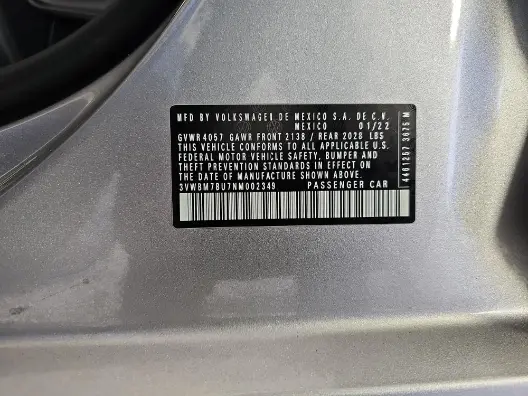 MFD BY VOLKSWAGEN DE MEXICO S.A. DE C.V.
MEXICO 01/22
GVWR 4057 GAWR FRONT 2138 / REAR 2028 LBS
THIS VEHICLE CONFORMS TO ALL APPLICABLE U.S.
FEDERAL MOTOR VEHICLE SAFETY, BUMPER AND
THEFT PREVENTION STANDARDS IN EFFECT ON
THE DATE OF MANUFACTURE SHOWN ABOVE.
3VWBM7BU7NM002349 PASSENGER CAR
4461257 3675 M